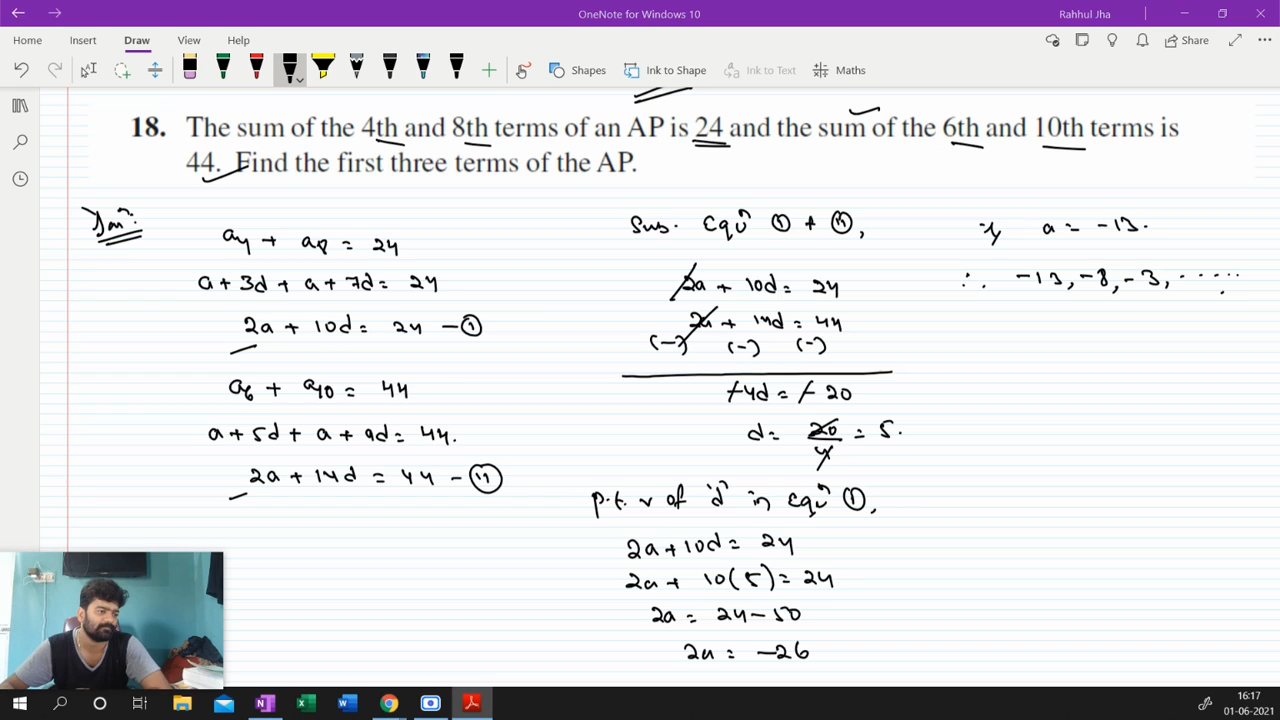 OneNote for Windows 10
Rahhul Jha
Home Insert Draw View Help
Share
Shapes Ink to Shape Ink to Text Maths
18. The sum of the 4th and 8th terms of an AP is 24 and the sum of the 6th and 10th terms is
44. Find the first three terms of the AP.
a4 + a8 = 24
a + 3d + a + 7d = 24
2a + 10d = 24 - (i)
a6 + a10 = 44
a + 5d + a + 9d = 44.
2a + 14d = 44 - (ii)
Sub. Equⁿ (i) + (ii),
2a + 10d = 24
2a + 14d = 44
(-) (-) (-)
-4d = -20
d = 20/4 = 5.
p.t. v of 'd' in equⁿ (i),
2a + 10d = 24
2a + 10(5) = 24
2a = 24 - 50
2a = -26
⇒ a = -13.
∴ -13, -8, -3, ......
16:17
01-06-2021